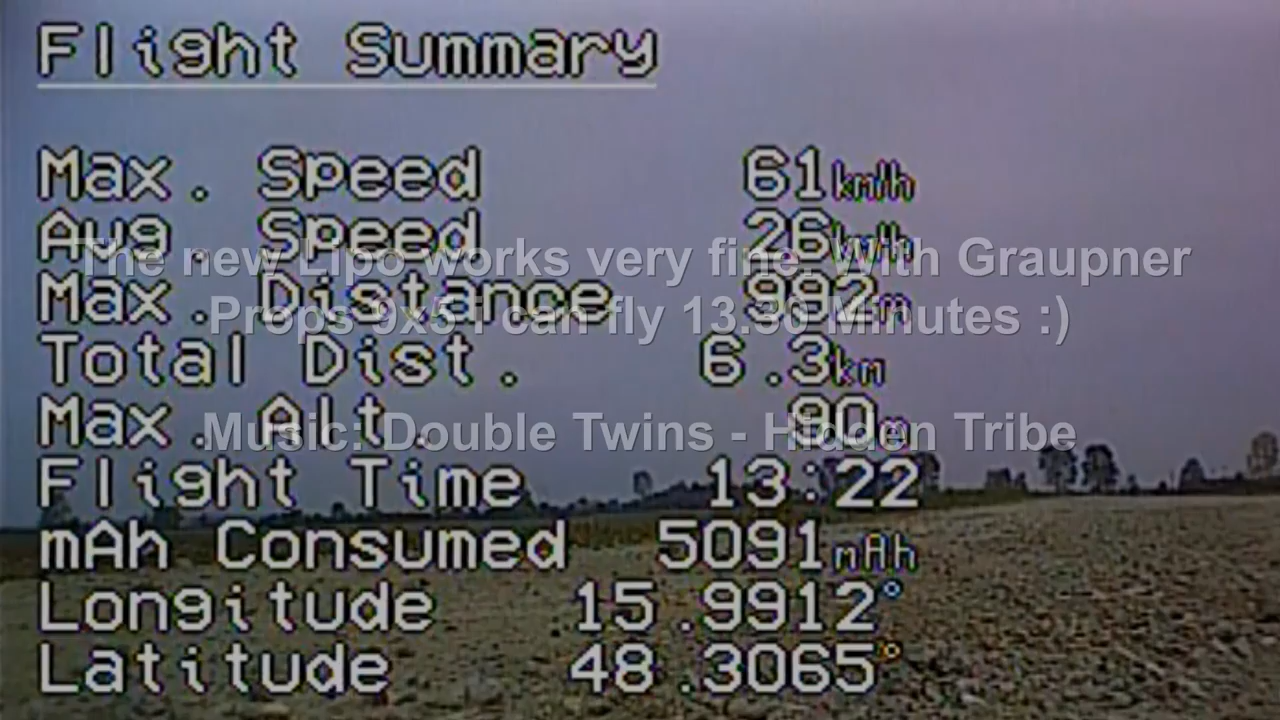 Flight Summary
Max. Speed 61km/h
Avg. Speed 26km/h
The new Lipo works very fine. With Graupner
Max. Distance 992m
Props 9x5 i can fly 13.30 Minutes :)
Total Dist. 6.3km
Max. Alt. 90m
Music: Double Twins - Hidden Tribe
Flight Time 13:22
mAh Consumed 5091mAh
Longitude 15.9912°
Latitude 48.3065°